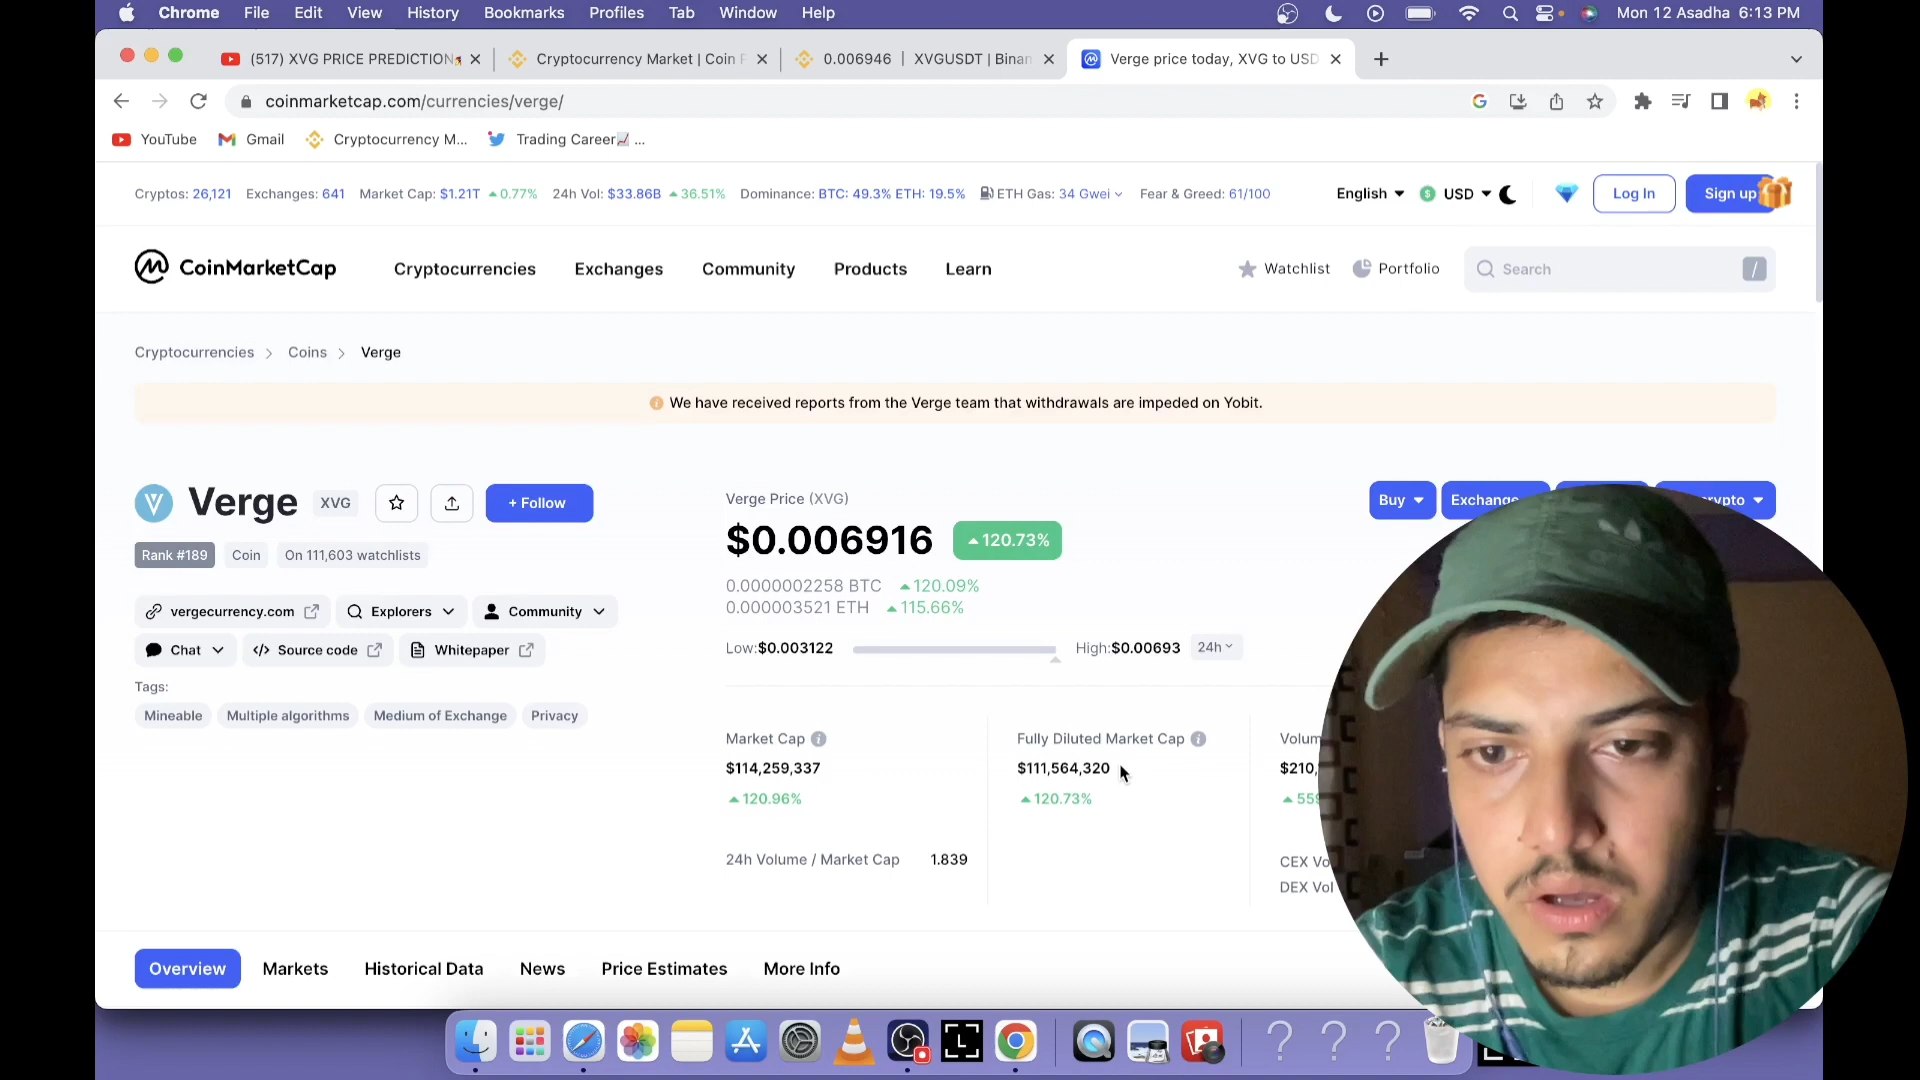 Chrome File Edit View History Bookmarks Profiles Tab Window Help Mon 12 Asadha 6:13 PM
(517) XVG PRICE PREDICTION Cryptocurrency Market | Coin P 0.006946 | XVGUSDT | Binan Verge price today, XVG to USD
coinmarketcap.com/currencies/verge/
YouTube Gmail Cryptocurrency M... Trading Career ...
Cryptos: 26,121 Exchanges: 641 Market Cap: $1.21T 0.77% 24h Vol: $33.86B 36.51% Dominance: BTC: 49.3% ETH: 19.5% ETH Gas: 34 Gwei Fear & Greed: 61/100 English USD Log In Sign up
CoinMarketCap Cryptocurrencies Exchanges Community Products Learn Watchlist Portfolio Search /
Cryptocurrencies > Coins > Verge
We have received reports from the Verge team that withdrawals are impeded on Yobit.
Verge XVG + Follow
Rank #189 Coin On 111,603 watchlists
vergecurrency.com Explorers Community
Chat Source code Whitepaper
Tags:
Mineable Multiple algorithms Medium of Exchange Privacy
Verge Price (XVG)
$0.006916 120.73%
0.0000002258 BTC 120.09%
0.000003521 ETH 115.66%
Low:$0.003122 High:$0.00693 24h
Buy Exchange
Market Cap
$114,259,337
120.96%
24h Volume / Market Cap 1.839
Fully Diluted Market Cap
$111,564,320
120.73%
Volum
$210,
CEX Vo
DEX Vol
Overview Markets Historical Data News Price Estimates More Info